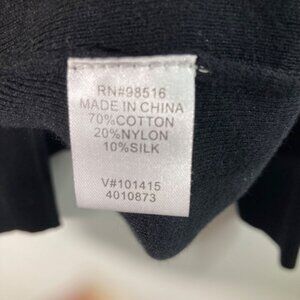 RN#98516
MADE IN CHINA
70%COTTON
20%NYLON
10%SILK
V#101415
4010873